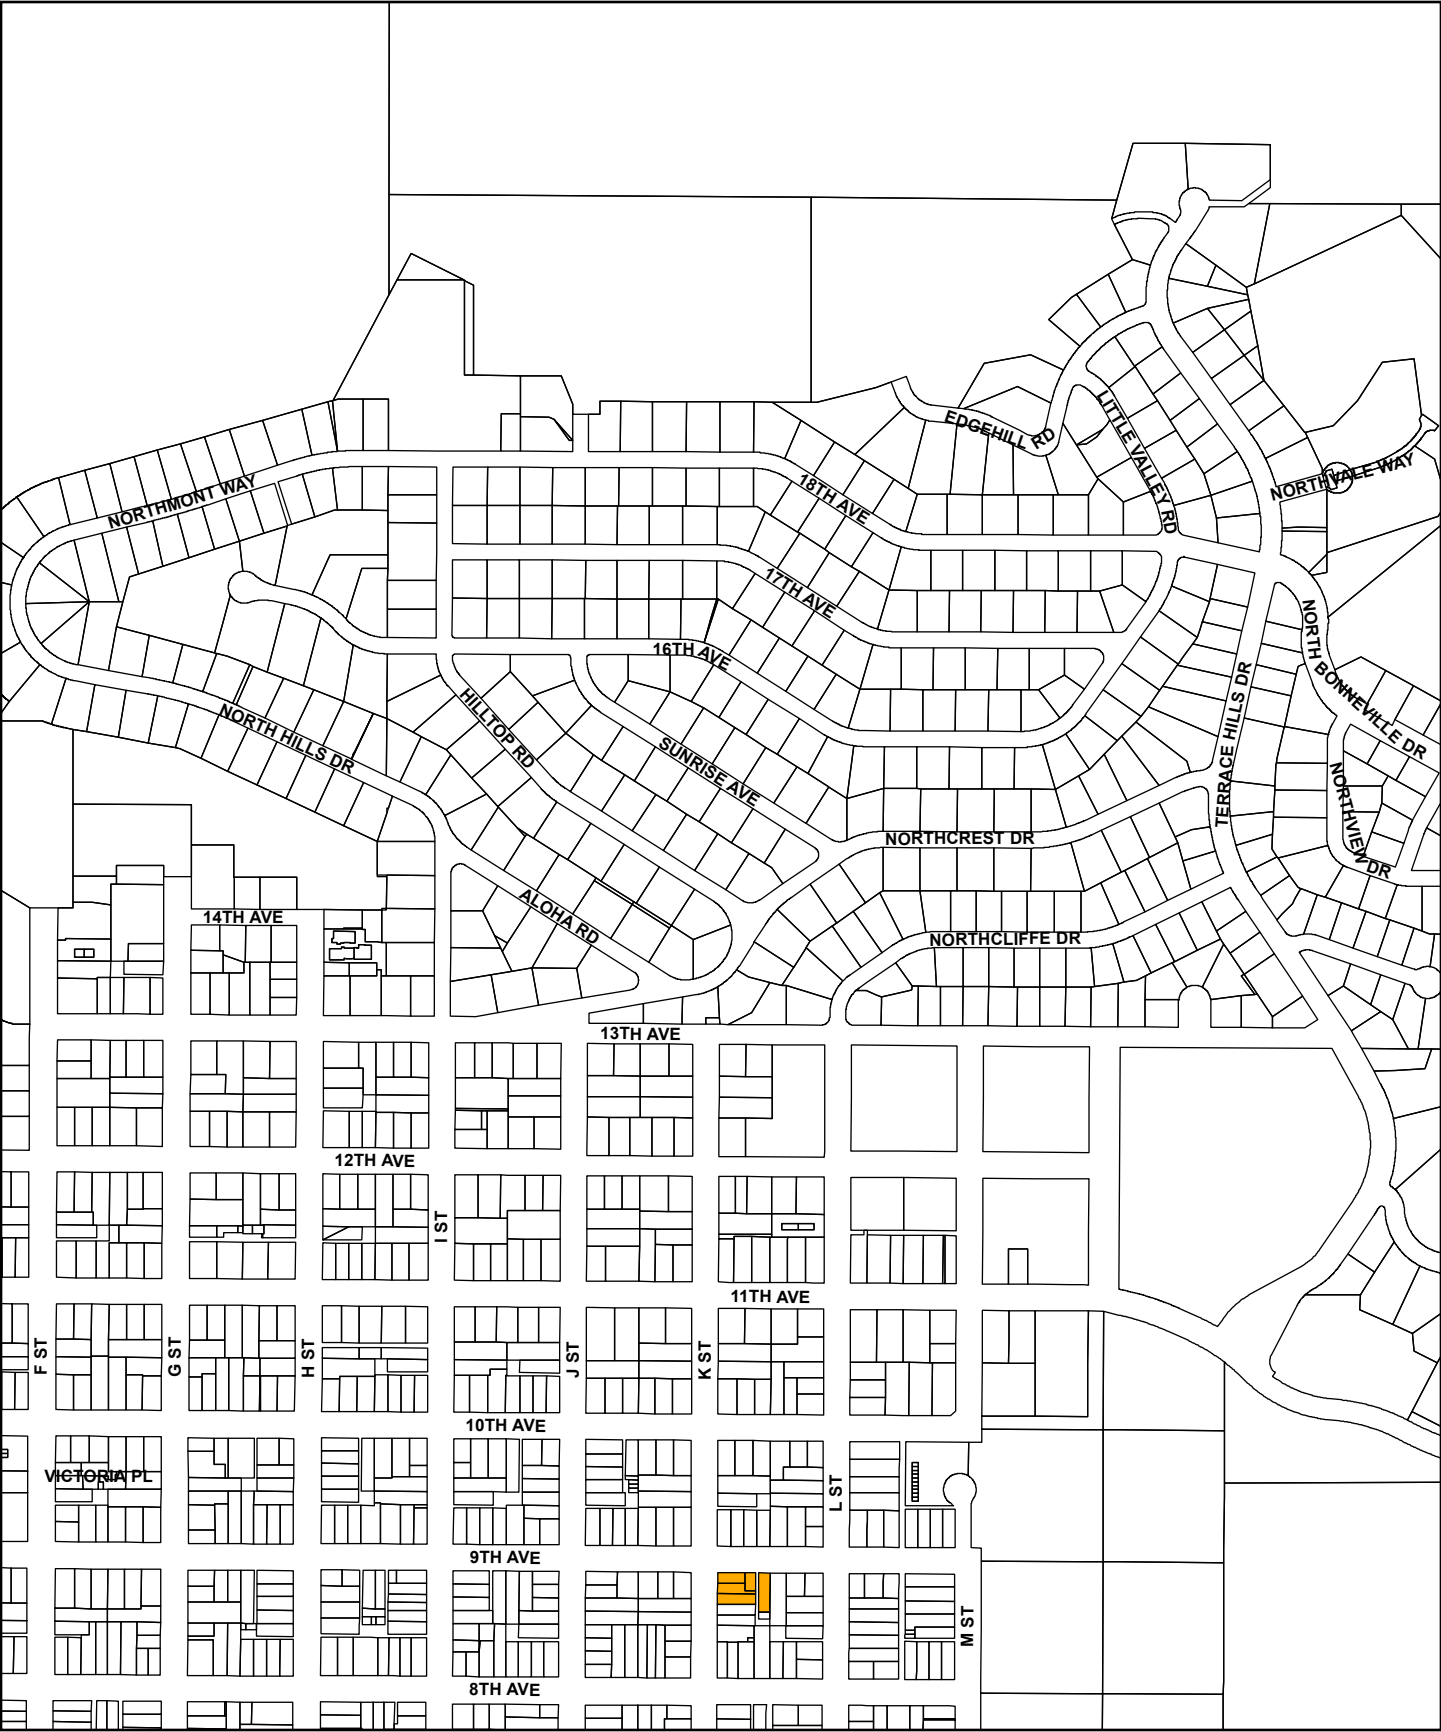 EDGEHILL RD
LITTLE VALLEY RD
NORTHVALE WAY
NORTHMONT WAY
18TH AVE
17TH AVE
NORTH BONNEVILLE DR
16TH AVE
TERRACE HILLS DR
HILLTOP RD
NORTH HILLS DR
SUNRISE AVE
NORTHVIEW DR
NORTHCREST DR
14TH AVE
ALOHA RD
NORTHCLIFFE DR
13TH AVE
12TH AVE
I ST
11TH AVE
F ST
G ST
H ST
J ST
K ST
10TH AVE
VICTORIA PL
L ST
9TH AVE
M ST
8TH AVE